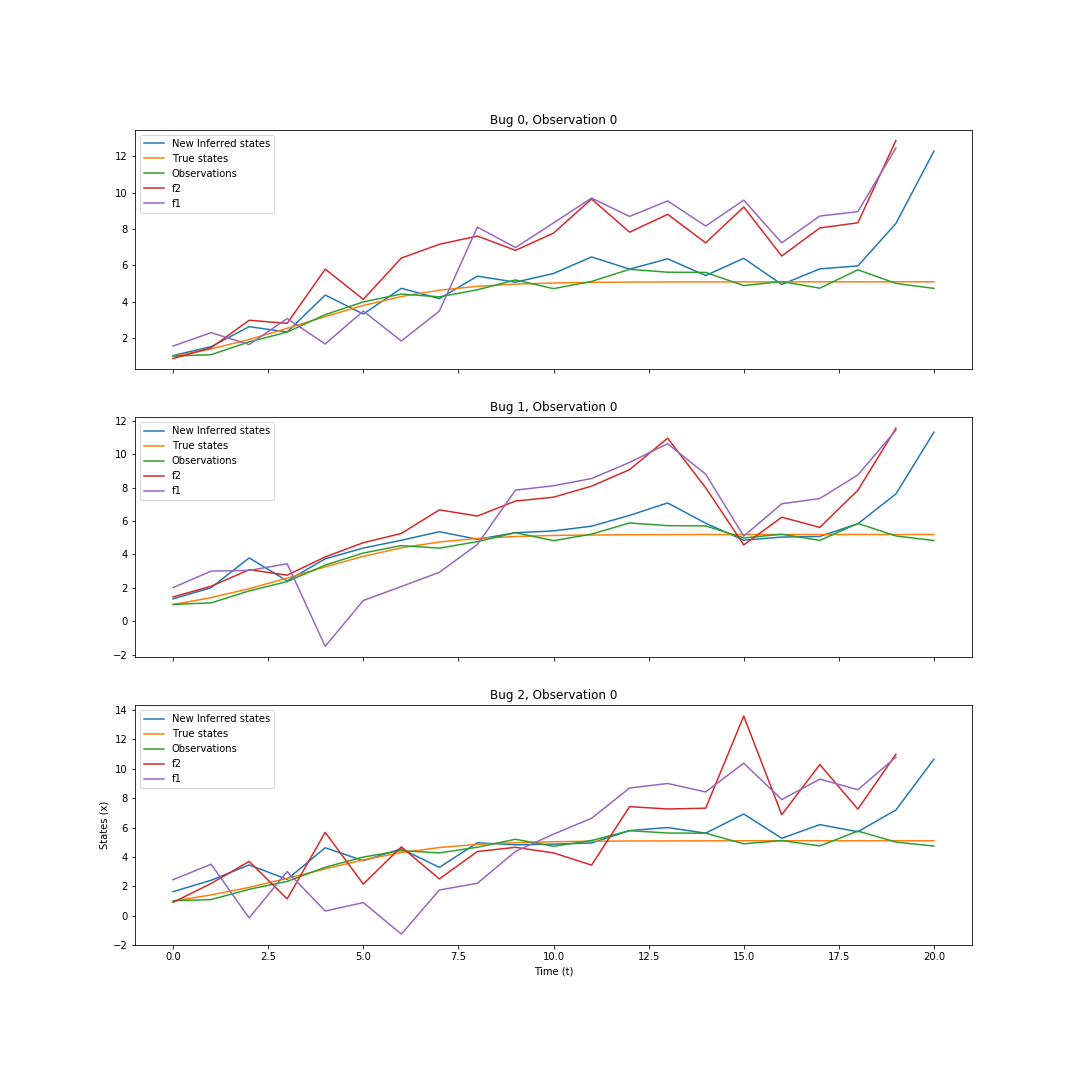 Bug 0, Observation 0
New Inferred states
True states
Observations
f2
f1
12
10
8
6
4
2
Bug 1, Observation 0
New Inferred states
True states
Observations
f2
f1
12
10
8
6
4
2
0
−2
Bug 2, Observation 0
New Inferred states
True states
Observations
f2
f1
14
12
10
8
6
4
2
0
−2
States (x)
0.0 2.5 5.0 7.5 10.0 12.5 15.0 17.5 20.0
Time (t)